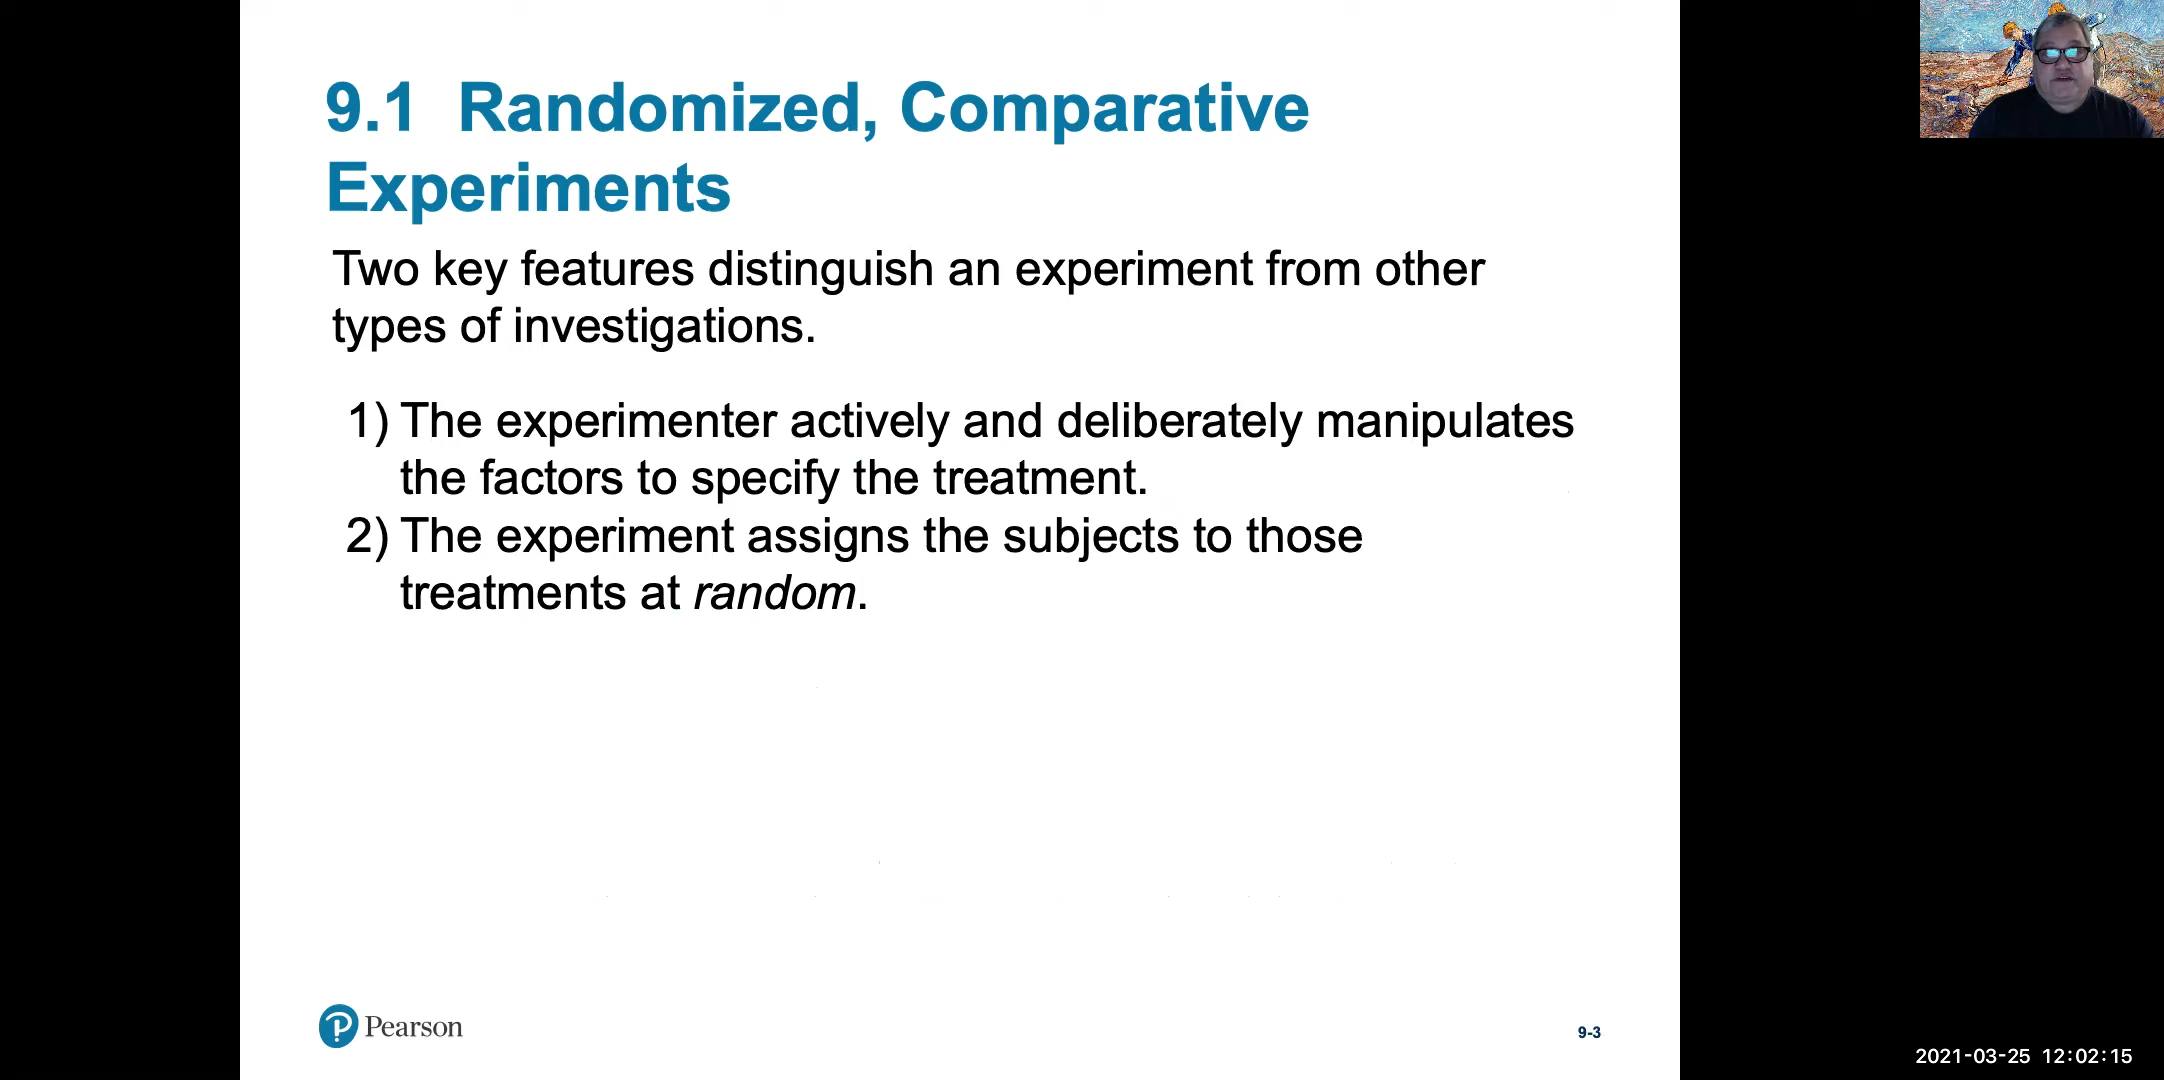 9.1 Randomized, Comparative
Experiments
Two key features distinguish an experiment from other
types of investigations.
1) The experimenter actively and deliberately manipulates
the factors to specify the treatment.
2) The experiment assigns the subjects to those
treatments at random.
Pearson
9-3
2021-03-25 12:02:15